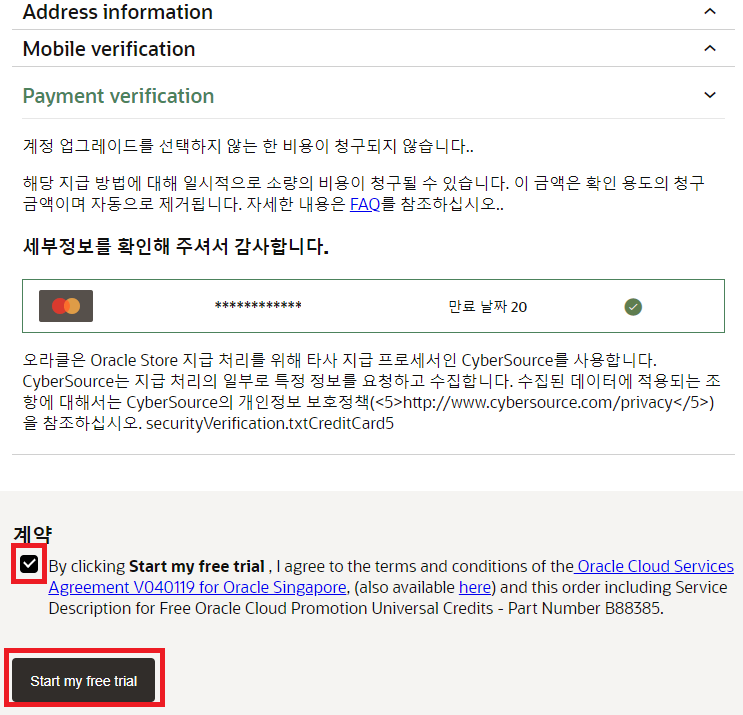 Address information
Mobile verification
Payment verification
계정 업그레이드를 선택하지 않는 한 비용이 청구되지 않습니다..
해당 지급 방법에 대해 일시적으로 소량의 비용이 청구될 수 있습니다. 이 금액은 확인 용도의 청구
금액이며 자동으로 제거됩니다. 자세한 내용은 FAQ를 참조하십시오..
세부정보를 확인해 주셔서 감사합니다.
************ 만료 날짜 20
오라클은 Oracle Store 지급 처리를 위해 타사 지급 프로세서인 CyberSource를 사용합니다.
CyberSource는 지급 처리의 일부로 특정 정보를 요청하고 수집합니다. 수집된 데이터에 적용되는 조
항에 대해서는 CyberSource의 개인정보 보호정책(<5>http://www.cybersource.com/privacy</5>)
을 참조하십시오. securityVerification.txtCreditCard5
계약
By clicking Start my free trial , I agree to the terms and conditions of the Oracle Cloud Services
Agreement V040119 for Oracle Singapore, (also available here) and this order including Service
Description for Free Oracle Cloud Promotion Universal Credits - Part Number B88385.
Start my free trial